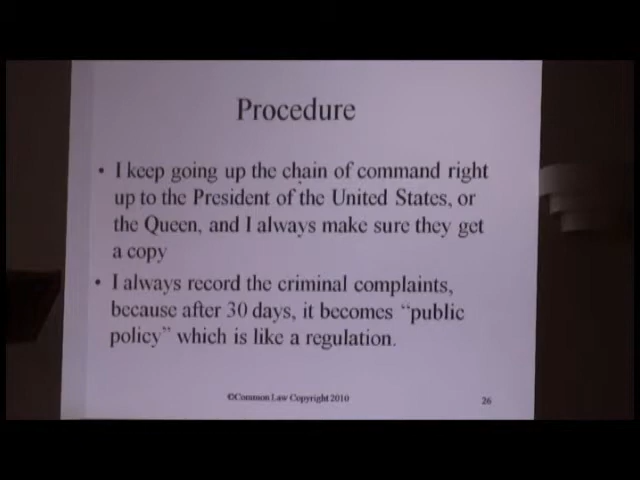 Procedure
• I keep going up the chain of command right
up to the President of the United States, or
the Queen, and I always make sure they get
a copy
• I always record the criminal complaints,
because after 30 days, it becomes “public
policy” which is like a regulation.
©Common Law Copyright 2010
26